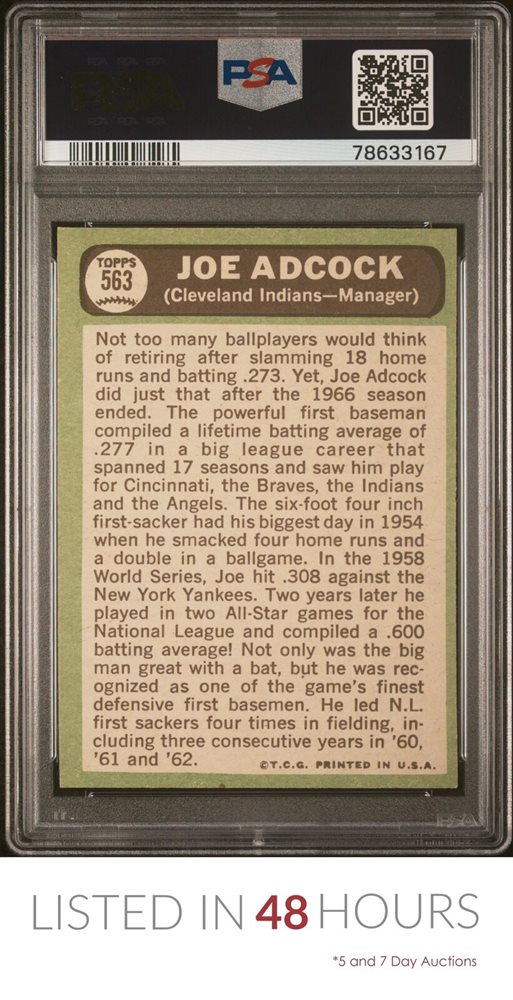 PSA
78633167
TOPPS
563
JOE ADCOCK
(Cleveland Indians—Manager)
Not too many ballplayers would think
of retiring after slamming 18 home
runs and batting .273. Yet, Joe Adcock
did just that after the 1966 season
ended. The powerful first baseman
compiled a lifetime batting average of
.277 in a big league career that
spanned 17 seasons and saw him play
for Cincinnati, the Braves, the Indians
and the Angels. The six-foot four inch
first-sacker had his biggest day in 1954
when he smacked four home runs and
a double in a ballgame. In the 1958
World Series, Joe hit .308 against the
New York Yankees. Two years later he
played in two All-Star games for the
National League and compiled a .600
batting average! Not only was the big
man great with a bat, but he was rec-
ognized as one of the game's finest
defensive first basemen. He led N.L.
first sackers four times in fielding, in-
cluding three consecutive years in '60,
'61 and '62.
©T.C.G. PRINTED IN U.S.A.
PSA
LISTED IN 48 HOURS
*5 and 7 Day Auctions